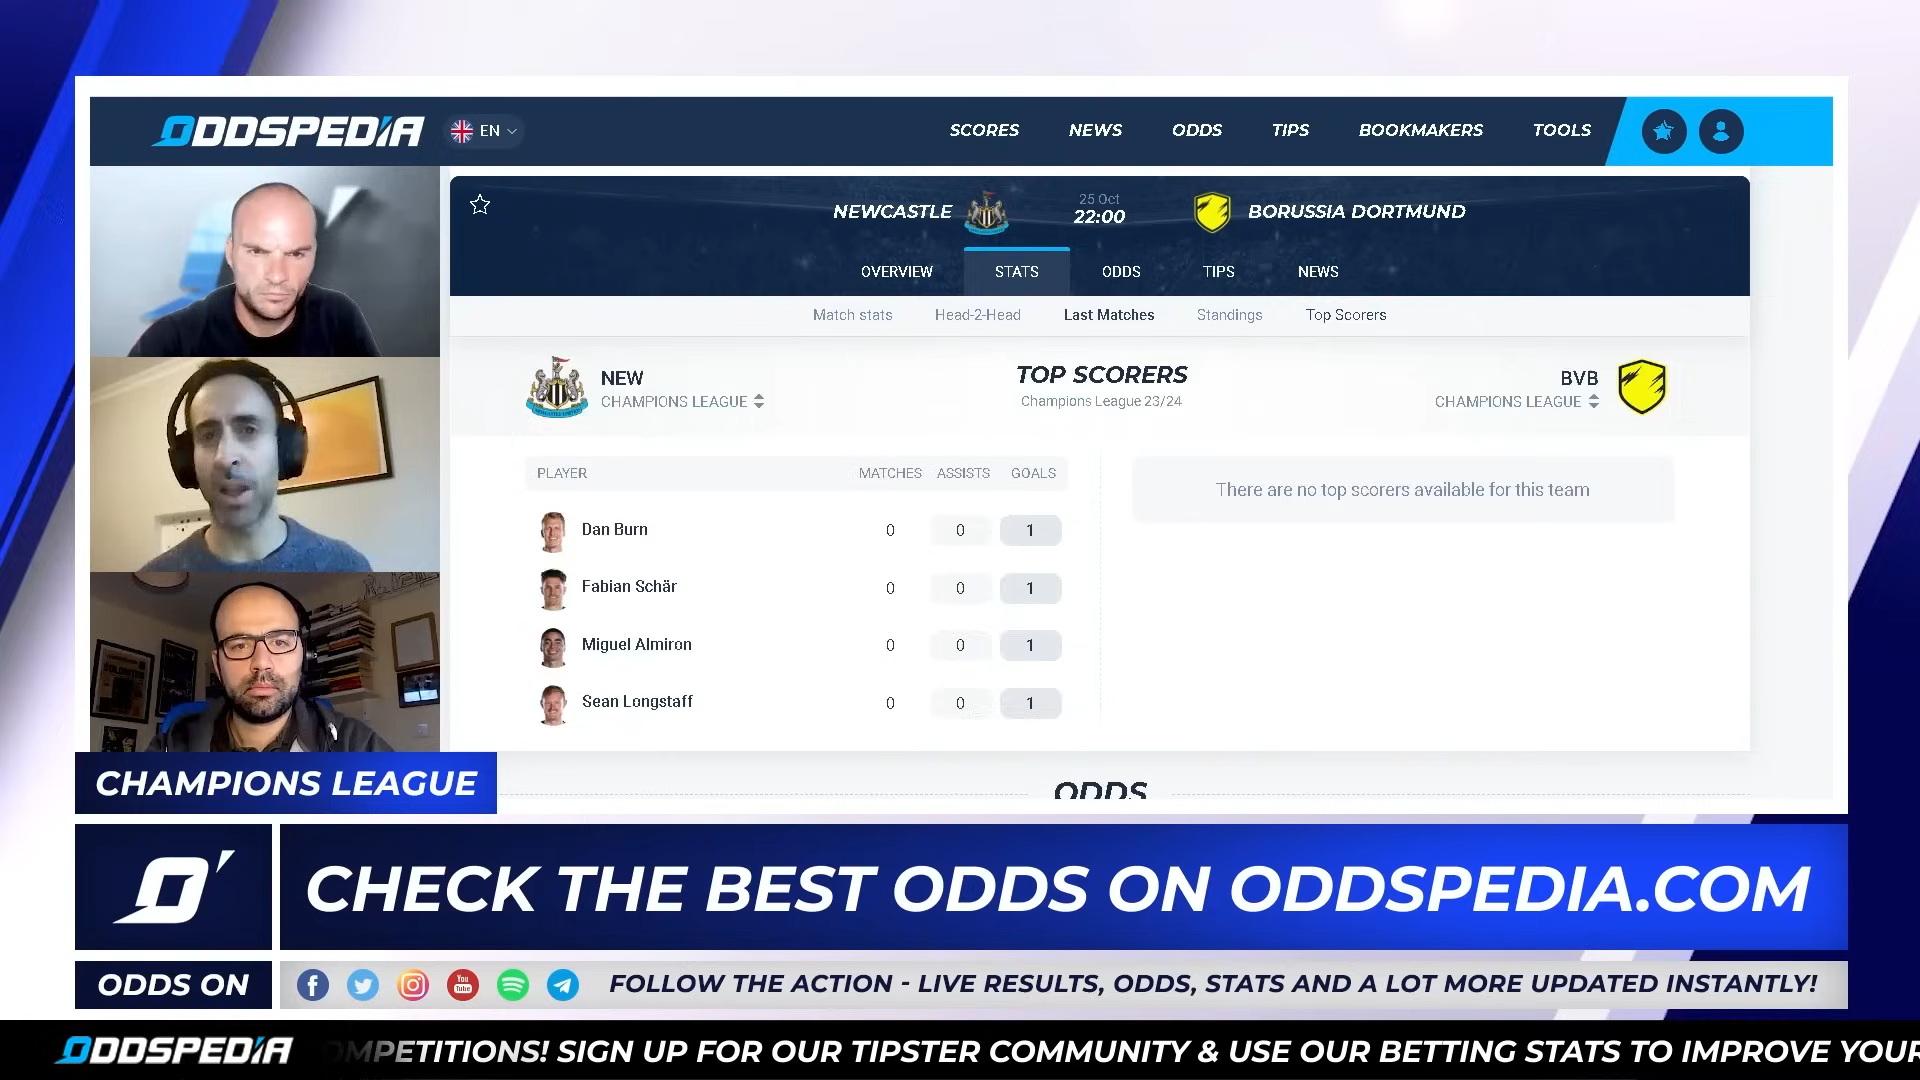 ODDSPEDIA
EN
SCORES NEWS ODDS TIPS BOOKMAKERS TOOLS
NEWCASTLE
25 Oct
22:00
BORUSSIA DORTMUND
OVERVIEW STATS ODDS TIPS NEWS
Match stats Head-2-Head Last Matches Standings Top Scorers
NEW
CHAMPIONS LEAGUE
TOP SCORERS
Champions League 23/24
BVB
CHAMPIONS LEAGUE
PLAYER MATCHES ASSISTS GOALS
There are no top scorers available for this team
Dan Burn 0 0 1
Fabian Schär 0 0 1
Miguel Almiron 0 0 1
Sean Longstaff 0 0 1
ODDS
CHAMPIONS LEAGUE
CHECK THE BEST ODDS ON ODDSPEDIA.COM
ODDS ON
You Tube
FOLLOW THE ACTION - LIVE RESULTS, ODDS, STATS AND A LOT MORE UPDATED INSTANTLY!
ODDSPEDIA
OMPETITIONS! SIGN UP FOR OUR TIPSTER COMMUNITY & USE OUR BETTING STATS TO IMPROVE YOUR